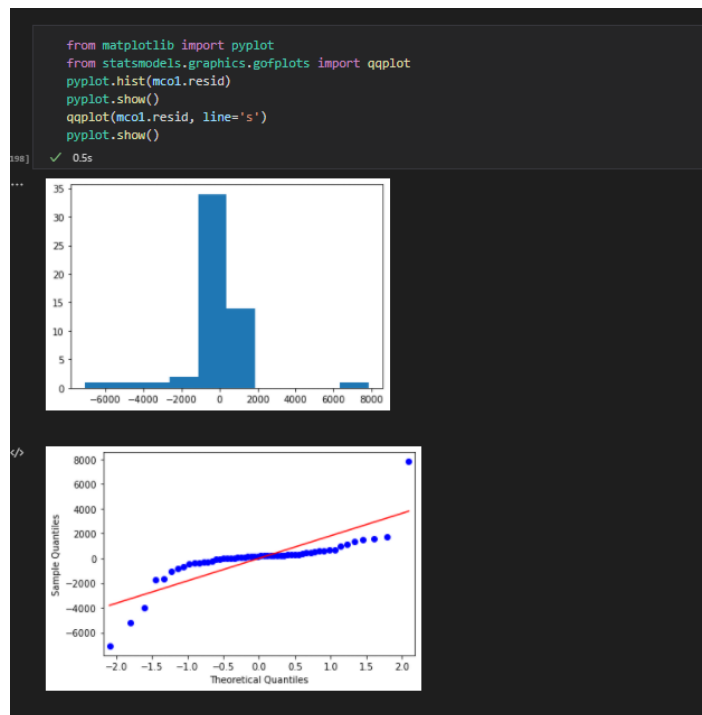 from matplotlib import pyplot
from statsmodels.graphics.gofplots import qqplot
pyplot.hist(mco1.resid)
pyplot.show()
qqplot(mco1.resid, line='s')
pyplot.show()
198]
✓ 0.5s
...
35
30
25
20
15
10
5
0
−6000 −4000 −2000 0 2000 4000 6000 8000
</>
8000
6000
4000
2000
0
−2000
−4000
−6000
Sample Quantiles
−2.0 −1.5 −1.0 −0.5 0.0 0.5 1.0 1.5 2.0
Theoretical Quantiles